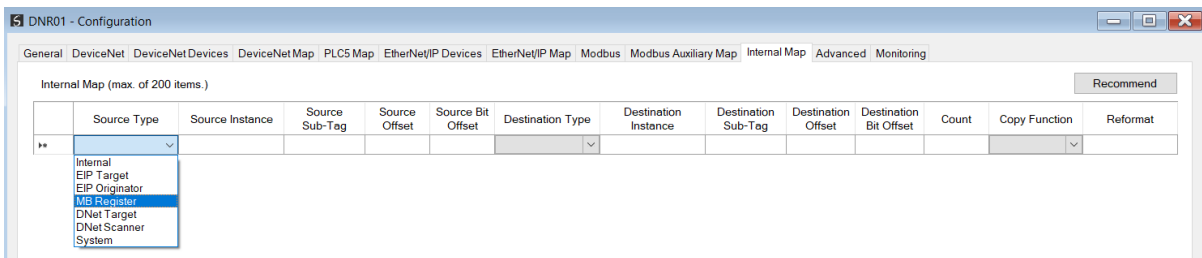 DNR01 - Configuration
General DeviceNet DeviceNet Devices DeviceNet Map PLC5 Map EtherNet/IP Devices EtherNet/IP Map Modbus Modbus Auxiliary Map Internal Map Advanced Monitoring
Internal Map (max. of 200 items.)
Recommend
Source Type Source Instance Source Sub-Tag Source Offset Source Bit Offset Destination Type Destination Instance Destination Sub-Tag Destination Offset Destination Bit Offset Count Copy Function Reformat
Internal
EIP Target
EIP Originator
MB Register
DNet Target
DNet Scanner
System